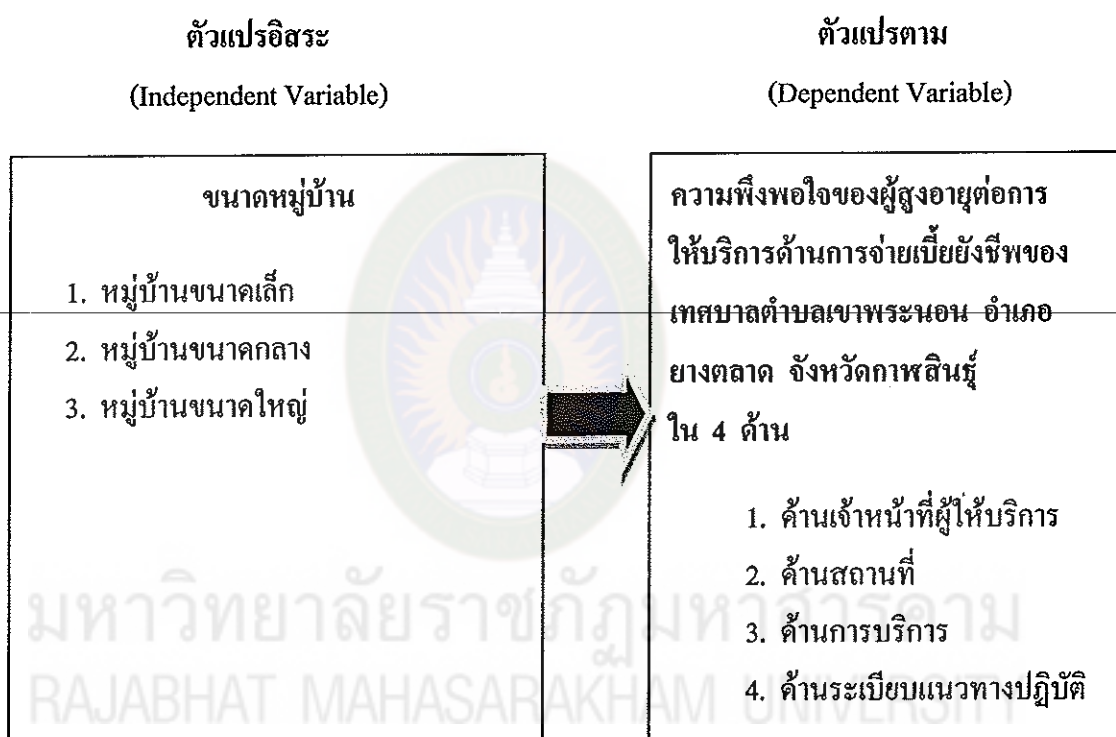 ตัวแปรอิสระ
(Independent Variable)
ขนาดหมู่บ้าน
1. หมู่บ้านขนาดเล็ก
2. หมู่บ้านขนาดกลาง
3. หมู่บ้านขนาดใหญ่
ตัวแปรตาม
(Dependent Variable)
ความพึงพอใจของผู้สูงอายุต่อการ
ให้บริการด้านการจ่ายเบี้ยยังชีพของ
เทศบาลตำบลเขาพระนอน อำเภอ
ยางตลาด จังหวัดกาฬสินธุ์
ใน 4 ด้าน
1. ด้านเจ้าหน้าที่ผู้ให้บริการ
2. ด้านสถานที่
3. ด้านการบริการ
4. ด้านระเบียบแนวทางปฏิบัติ
มหาวิทยาลัยราชภัฏมหาสารคาม
RAJABHAT MAHASARAKHAM UNIVERSITY